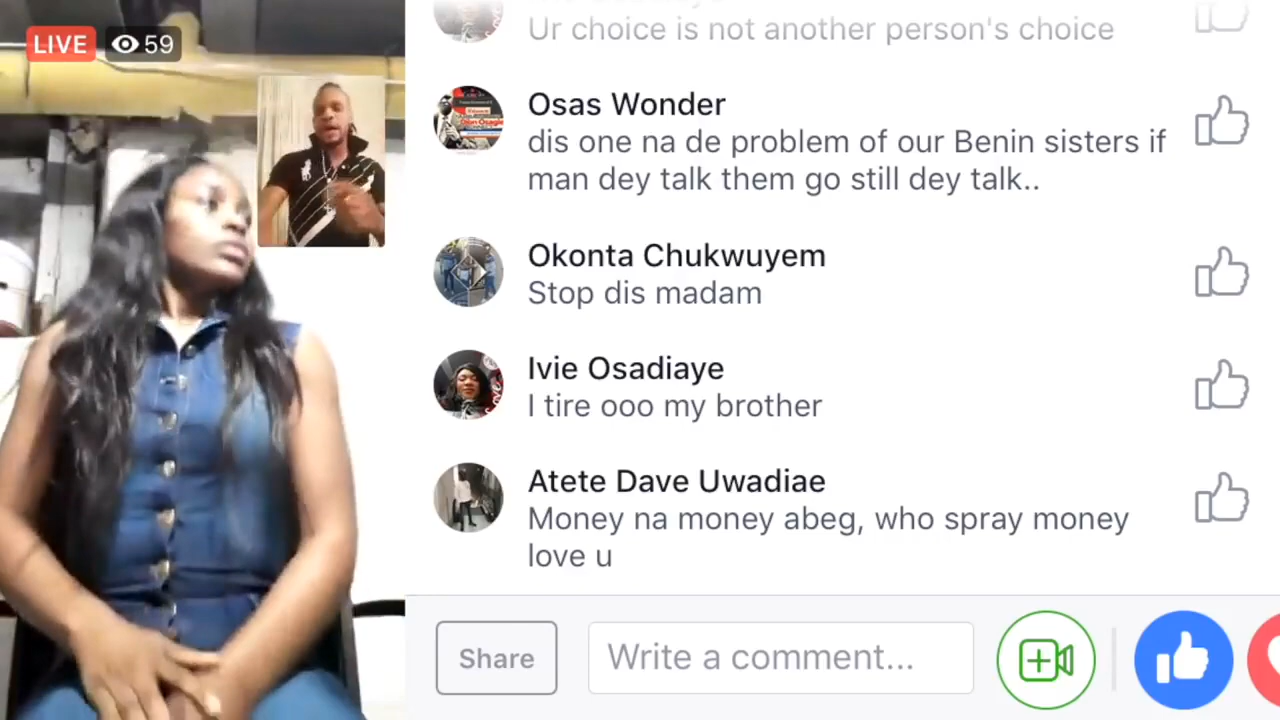 LIVE
59
Ur choice is not another person's choice
Osas Wonder
dis one na de problem of our Benin sisters if
man dey talk them go still dey talk..
Okonta Chukwuyem
Stop dis madam
Ivie Osadiaye
I tire ooo my brother
Atete Dave Uwadiae
Money na money abeg, who spray money
love u
Share
Write a comment...